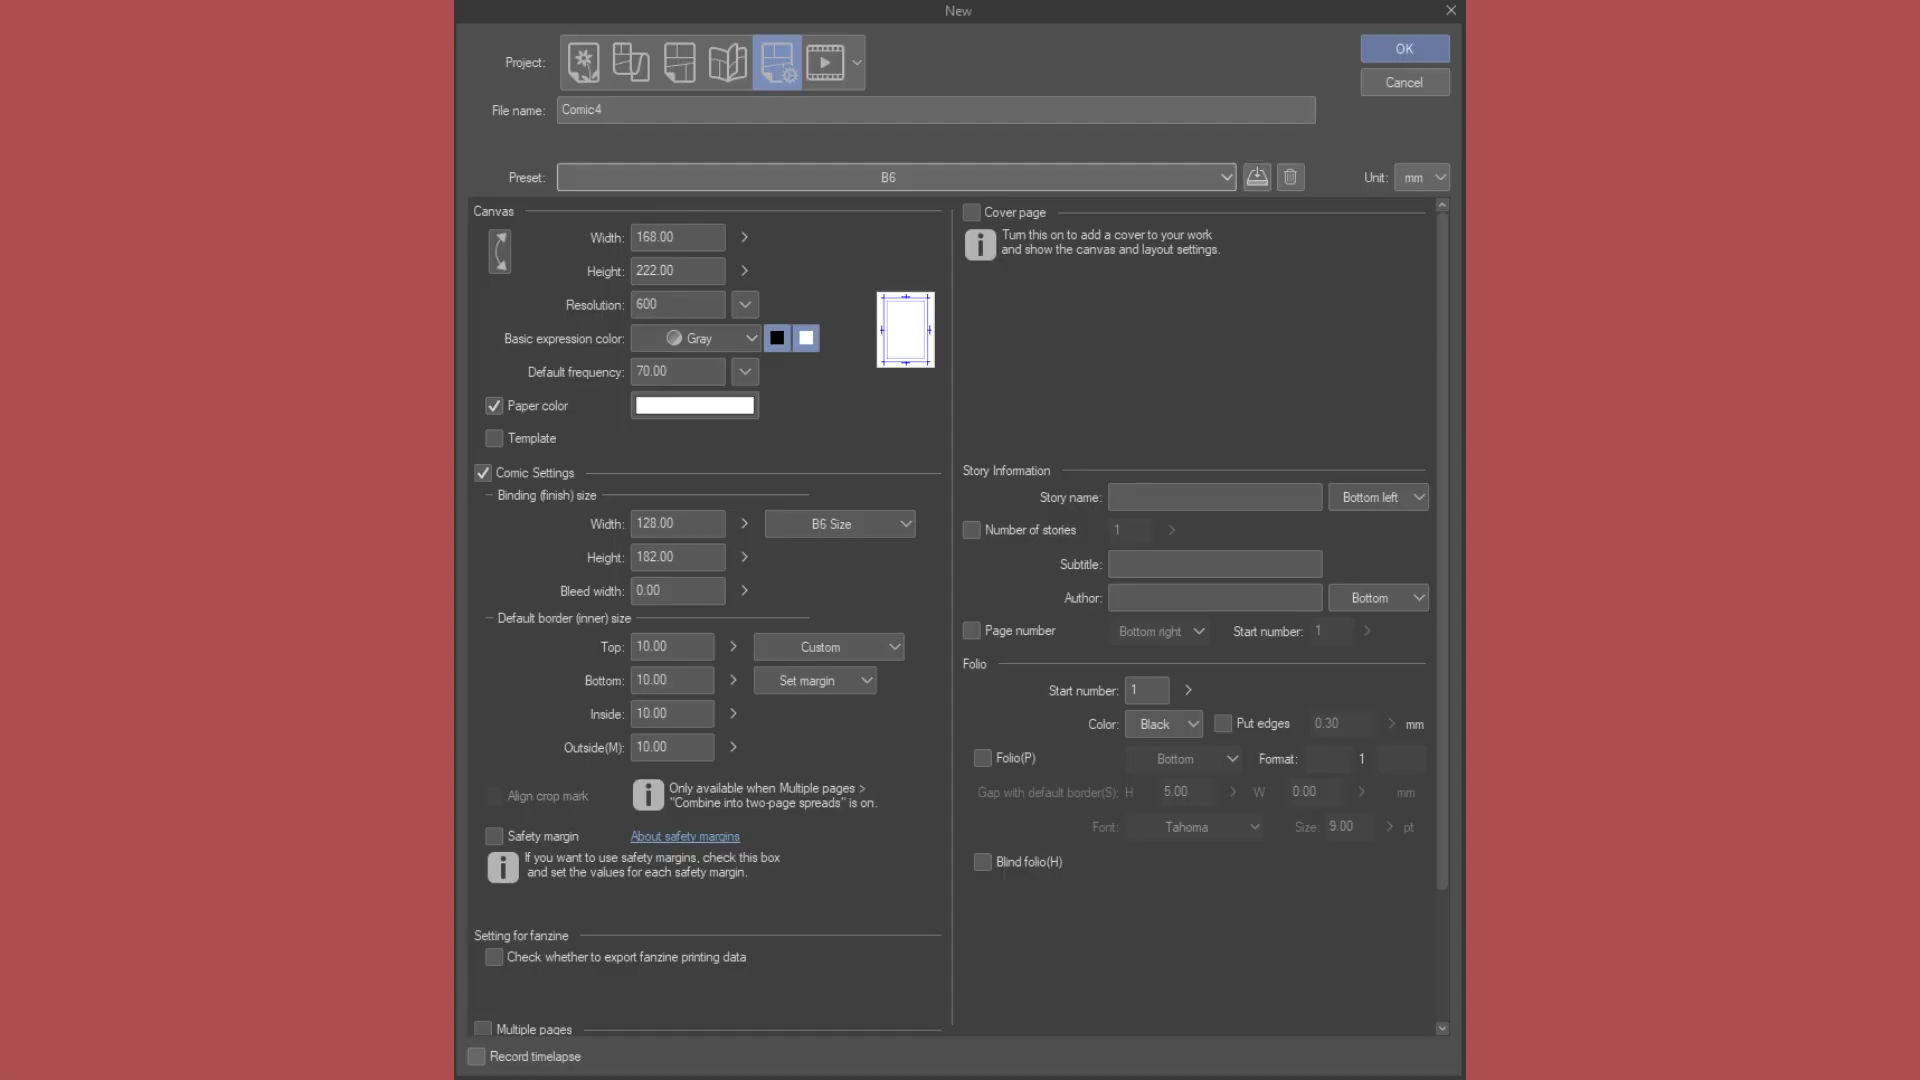 New
Project:
OK
Cancel
File name: Comic4
Preset: B6 Unit: mm
Canvas
Width: 168.00
Height: 222.00
Resolution: 600
Basic expression color: Gray
Default frequency: 70.00
Paper color
Template
Comic Settings
Binding (finish) size
Width: 128.00 B6 Size
Height: 182.00
Bleed width: 0.00
Default border (inner) size
Top: 10.00 Custom
Bottom: 10.00 Set margin
Inside: 10.00
Outside(M): 10.00
Align crop mark
Only available when Multiple pages >
"Combine into two-page spreads" is on.
Safety margin About safety margins
If you want to use safety margins, check this box
and set the values for each safety margin.
Setting for fanzine
Check whether to export fanzine printing data
Multiple pages
Record timelapse
Cover page
Turn this on to add a cover to your work
and show the canvas and layout settings.
Story Information
Story name: Bottom left
Number of stories 1
Subtitle:
Author: Bottom
Page number Bottom right Start number: 1
Folio
Start number: 1
Color: Black Put edges 0.30 mm
Folio(P) Bottom Format: 1
Gap with default border(S): H 5.00 W 0.00 mm
Font: Tahoma Size: 9.00 pt
Blind folio(H)